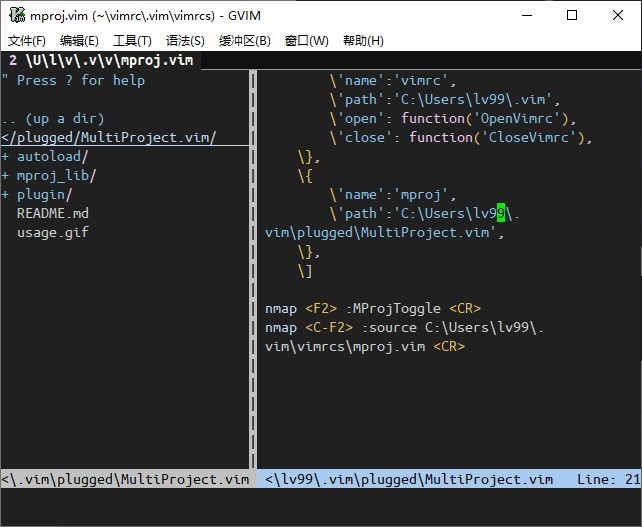 mproj.vim (~\vimrc\.vim\vimrcs) - GVIM
文件(F) 编辑(E) 工具(T) 语法(S) 缓冲区(B) 窗口(W) 帮助(H)
2 \U\l\v\.v\v\mproj.vim
" Press ? for help
.. (up a dir)
</plugged/MultiProject.vim/
+ autoload/
+ mproj_lib/
+ plugin/
README.md
usage.gif
\'name':'vimrc',
\'path':'C:\Users\lv99\.vim',
\'open': function('OpenVimrc'),
\'close': function('CloseVimrc'),
\},
\{
\'name':'mproj',
\'path':'C:\Users\lv99\.
vim\plugged\MultiProject.vim',
\},
\]
nmap <F2> :MProjToggle <CR>
nmap <C-F2> :source C:\Users\lv99\.
vim\vimrcs\mproj.vim <CR>
<\.vim\plugged\MultiProject.vim
<\lv99\.vim\plugged\MultiProject.vim Line: 21